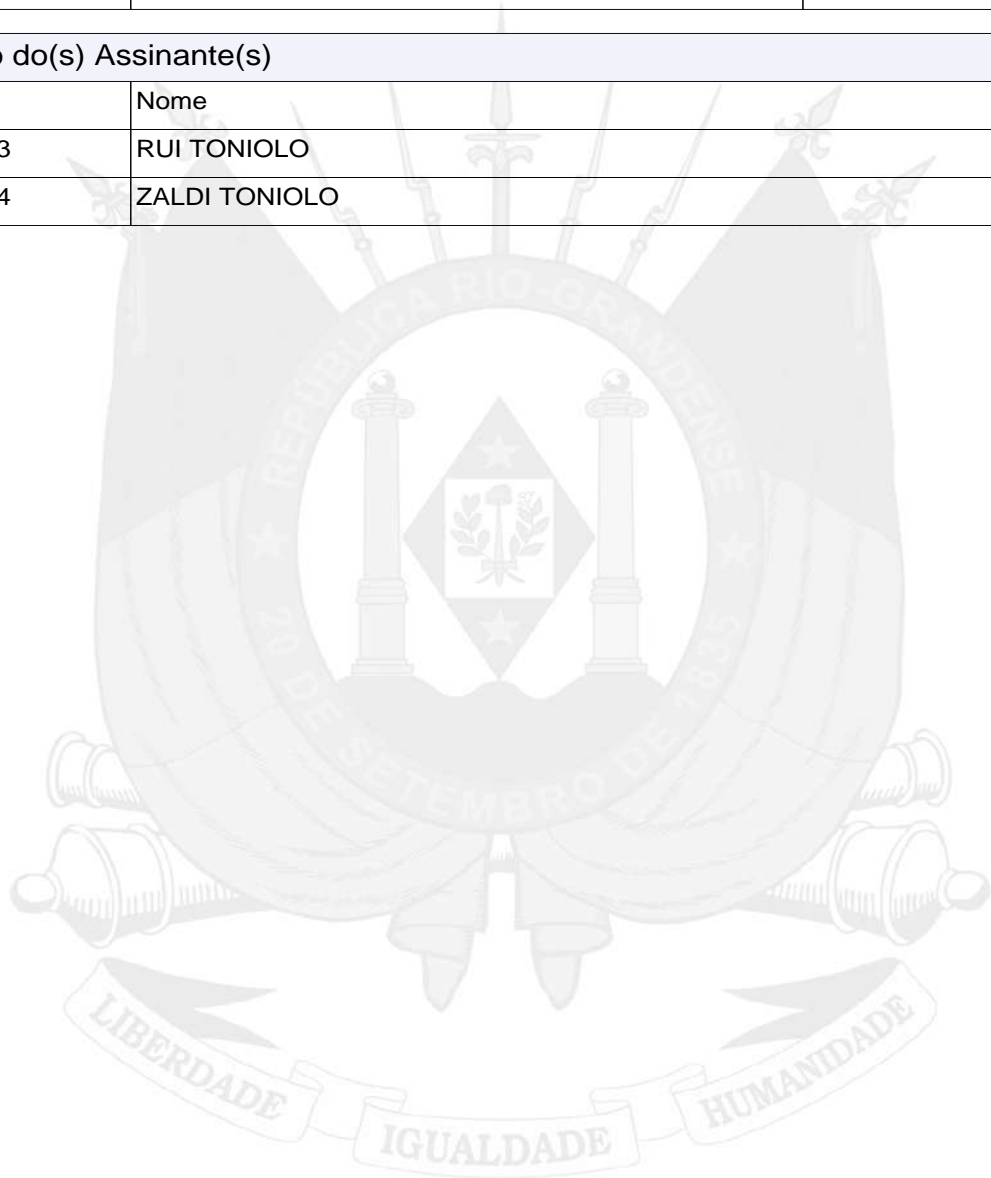 o do(s) Assinante(s)
Nome
3 RUI TONIOLO
4 ZALDI TONIOLO
REPÚBLICA RIO-GRANDENSE
20 DE SETEMBRO DE 1835
LIBERDADE IGUALDADE HUMANIDADE